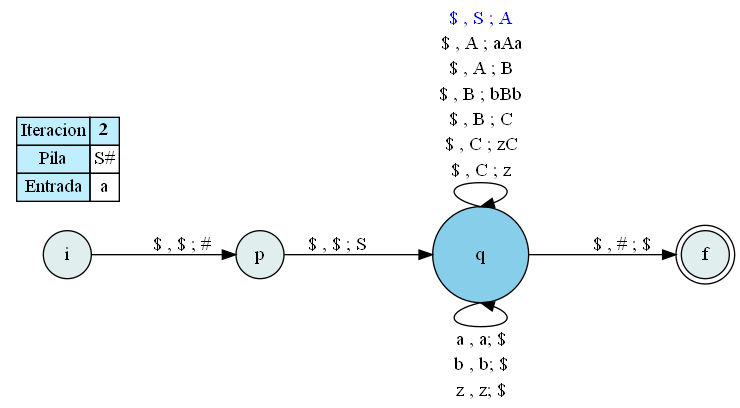 $ , S ; A
$ , A ; aAa
$ , A ; B
$ , B ; bBb
$ , B ; C
$ , C ; zC
$ , C ; z
Iteracion 2
Pila S#
Entrada a
i $ , $ ; # p $ , $ ; S q $ , # ; $ f
a , a; $
b , b; $
z , z; $